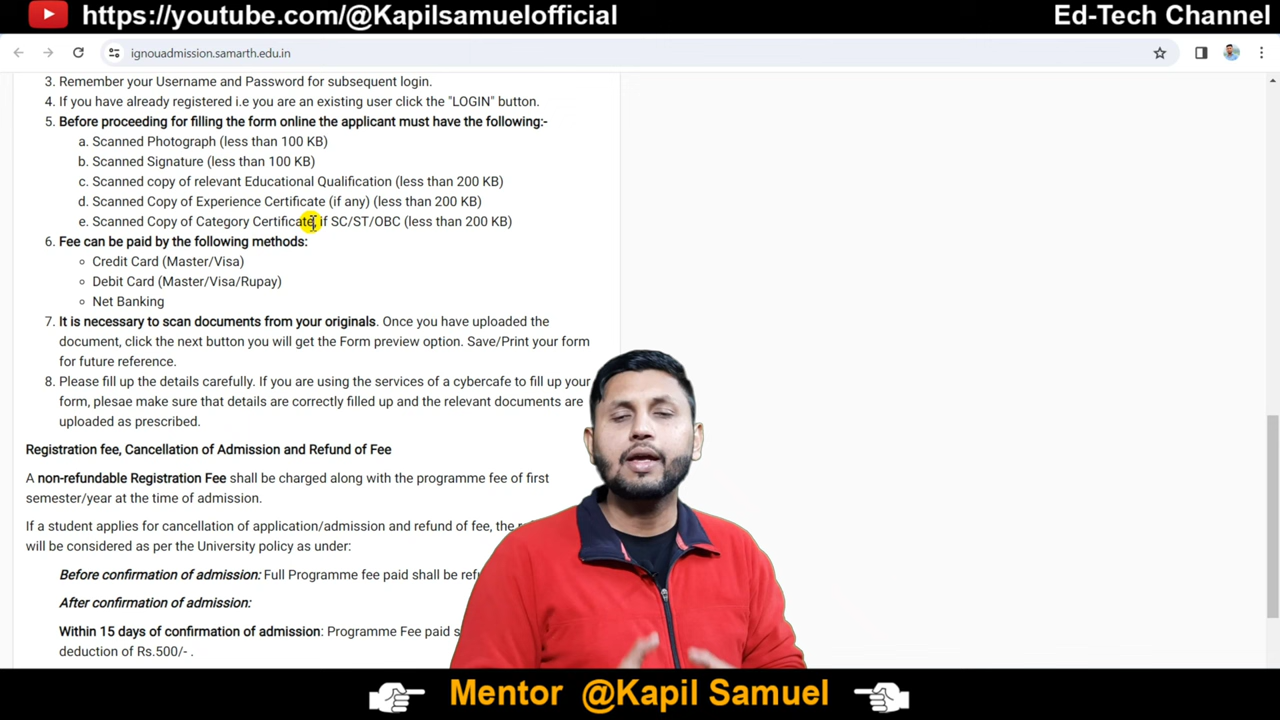 https://youtube.com/@Kapilsamuelofficial
Ed-Tech Channel
ignouadmission.samarth.edu.in
3. Remember your Username and Password for subsequent login.
4. If you have already registered i.e you are an existing user click the "LOGIN" button.
5. Before proceeding for filling the form online the applicant must have the following:-
a. Scanned Photograph (less than 100 KB)
b. Scanned Signature (less than 100 KB)
c. Scanned copy of relevant Educational Qualification (less than 200 KB)
d. Scanned Copy of Experience Certificate (if any) (less than 200 KB)
e. Scanned Copy of Category Certificate, if SC/ST/OBC (less than 200 KB)
6. Fee can be paid by the following methods:
Credit Card (Master/Visa)
Debit Card (Master/Visa/Rupay)
Net Banking
7. It is necessary to scan documents from your originals. Once you have uploaded the
document, click the next button you will get the Form preview option. Save/Print your form
for future reference.
8. Please fill up the details carefully. If you are using the services of a cybercafe to fill up your
form, plesae make sure that details are correctly filled up and the relevant documents are
uploaded as prescribed.
Registration fee, Cancellation of Admission and Refund of Fee
A non-refundable Registration Fee shall be charged along with the programme fee of first
semester/year at the time of admission.
If a student applies for cancellation of application/admission and refund of fee, the
will be considered as per the University policy as under:
Before confirmation of admission: Full Programme fee paid shall be
After confirmation of admission:
Within 15 days of confirmation of admission: Programme Fee paid
deduction of Rs.500/- .
Mentor @Kapil Samuel